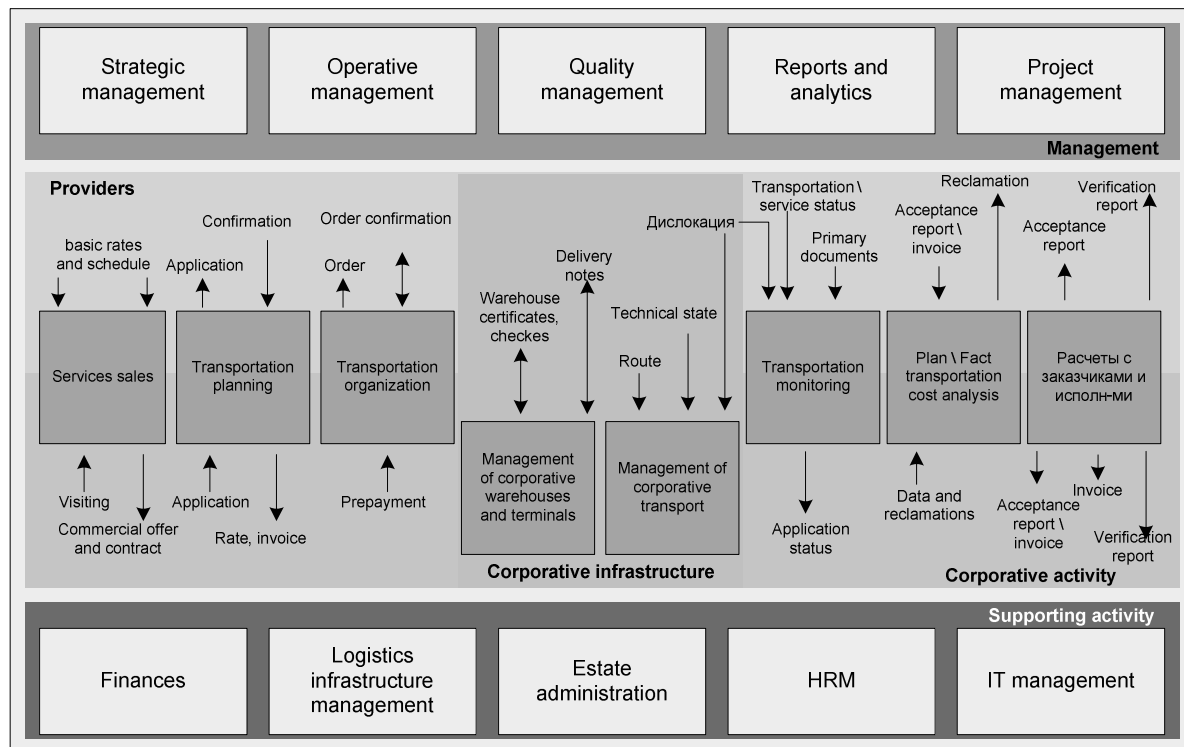 Strategic
management
Operative
management
Quality
management
Reports and
analytics
Project
management
Management
Providers
basic rates
and schedule
Application
Confirmation
Order
Order confirmation
Warehouse
certificates,
checkes
Delivery
notes
Route
Technical state
Дислокация
Transportation \
service status
Primary
documents
Acceptance
report \
invoice
Reclamation
Acceptance
report
Verification
report
Services sales
Transportation
planning
Transportation
organization
Management
of corporative
warehouses
and terminals
Management of
corporative
transport
Transportation
monitoring
Plan \ Fact
transportation
cost analysis
Расчеты с
заказчиками и
исполн-ми
Visiting
Commercial offer
and contract
Application
Rate, invoice
Prepayment
Application
status
Data and
reclamations
Acceptance
report \
invoice
Invoice
Verification
report
Corporative infrastructure
Corporative activity
Supporting activity
Finances
Logistics
infrastructure
management
Estate
administration
HRM
IT management